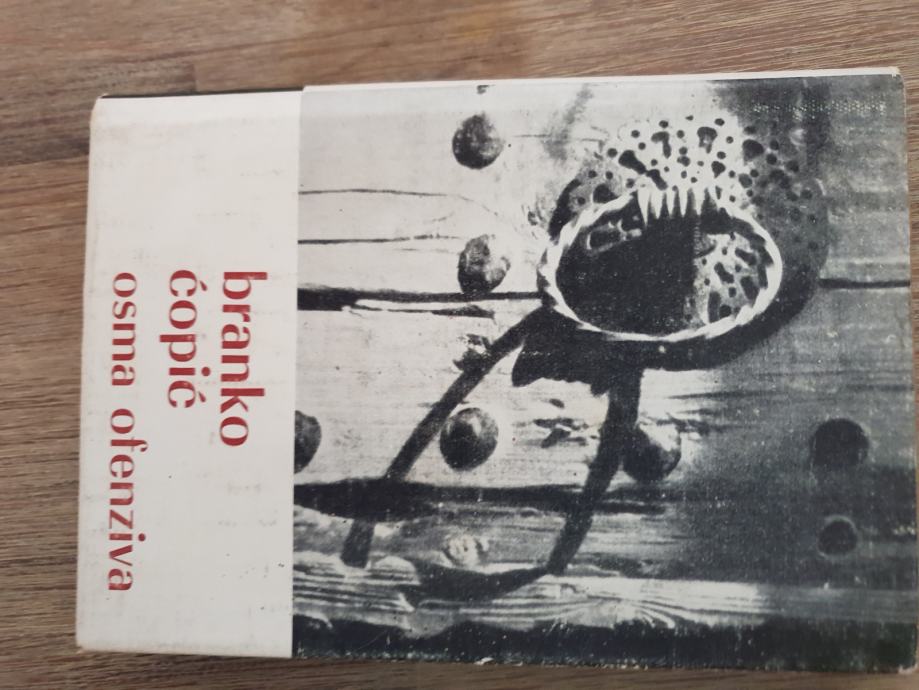 branko
ćopić
osma ofenziva